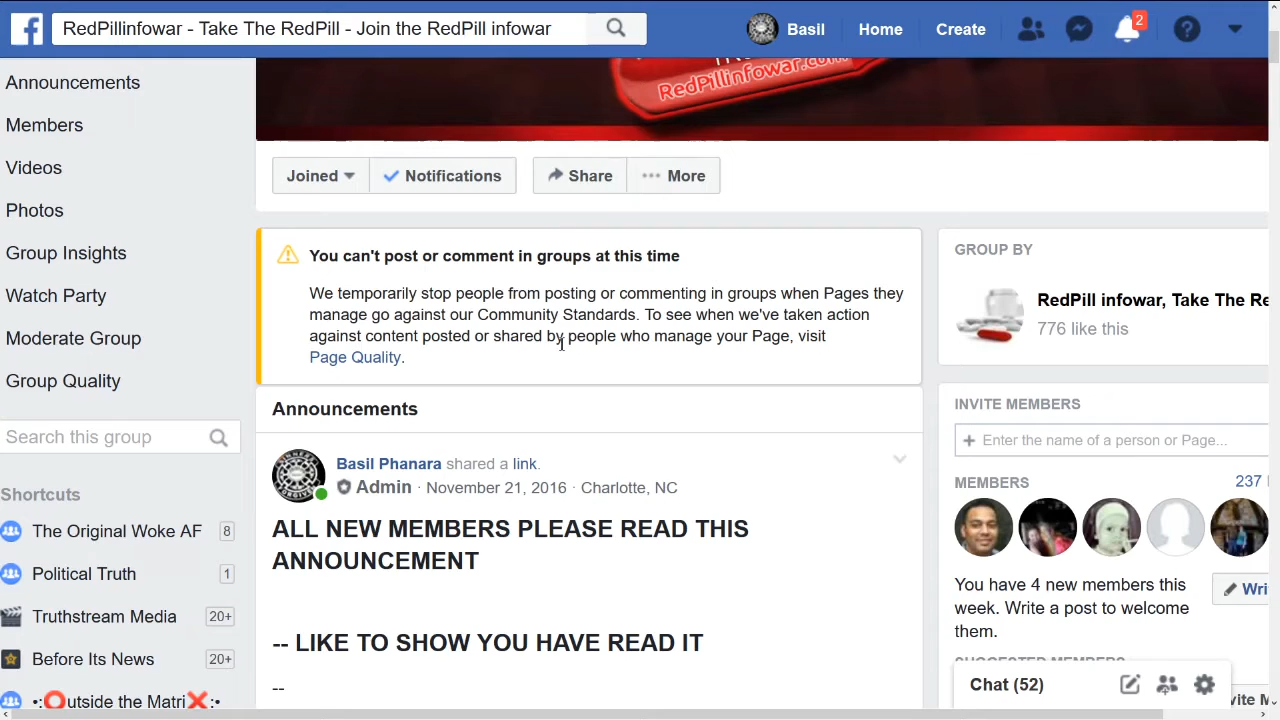 RedPillinfowar - Take The RedPill - Join the RedPill infowar
Basil
Home
Create
2
Announcements
Members
Videos
Photos
Group Insights
Watch Party
Moderate Group
Group Quality
Search this group
Shortcuts
The Original Woke AF 8
Political Truth 1
Truthstream Media 20+
Before Its News 20+
•:⭕utside the Matri❌:•
RedPillinfowar.com
Joined
Notifications
Share
More
You can't post or comment in groups at this time
We temporarily stop people from posting or commenting in groups when Pages they
manage go against our Community Standards. To see when we've taken action
against content posted or shared by people who manage your Page, visit
Page Quality.
Announcements
Basil Phanara shared a link.
Admin · November 21, 2016 · Charlotte, NC
ALL NEW MEMBERS PLEASE READ THIS
ANNOUNCEMENT
-- LIKE TO SHOW YOU HAVE READ IT
--
GROUP BY
RedPill infowar, Take The Re
776 like this
INVITE MEMBERS
+ Enter the name of a person or Page...
MEMBERS
237
You have 4 new members this
week. Write a post to welcome
them.
Wri
SUGGESTED MEMBERS
Chat (52)